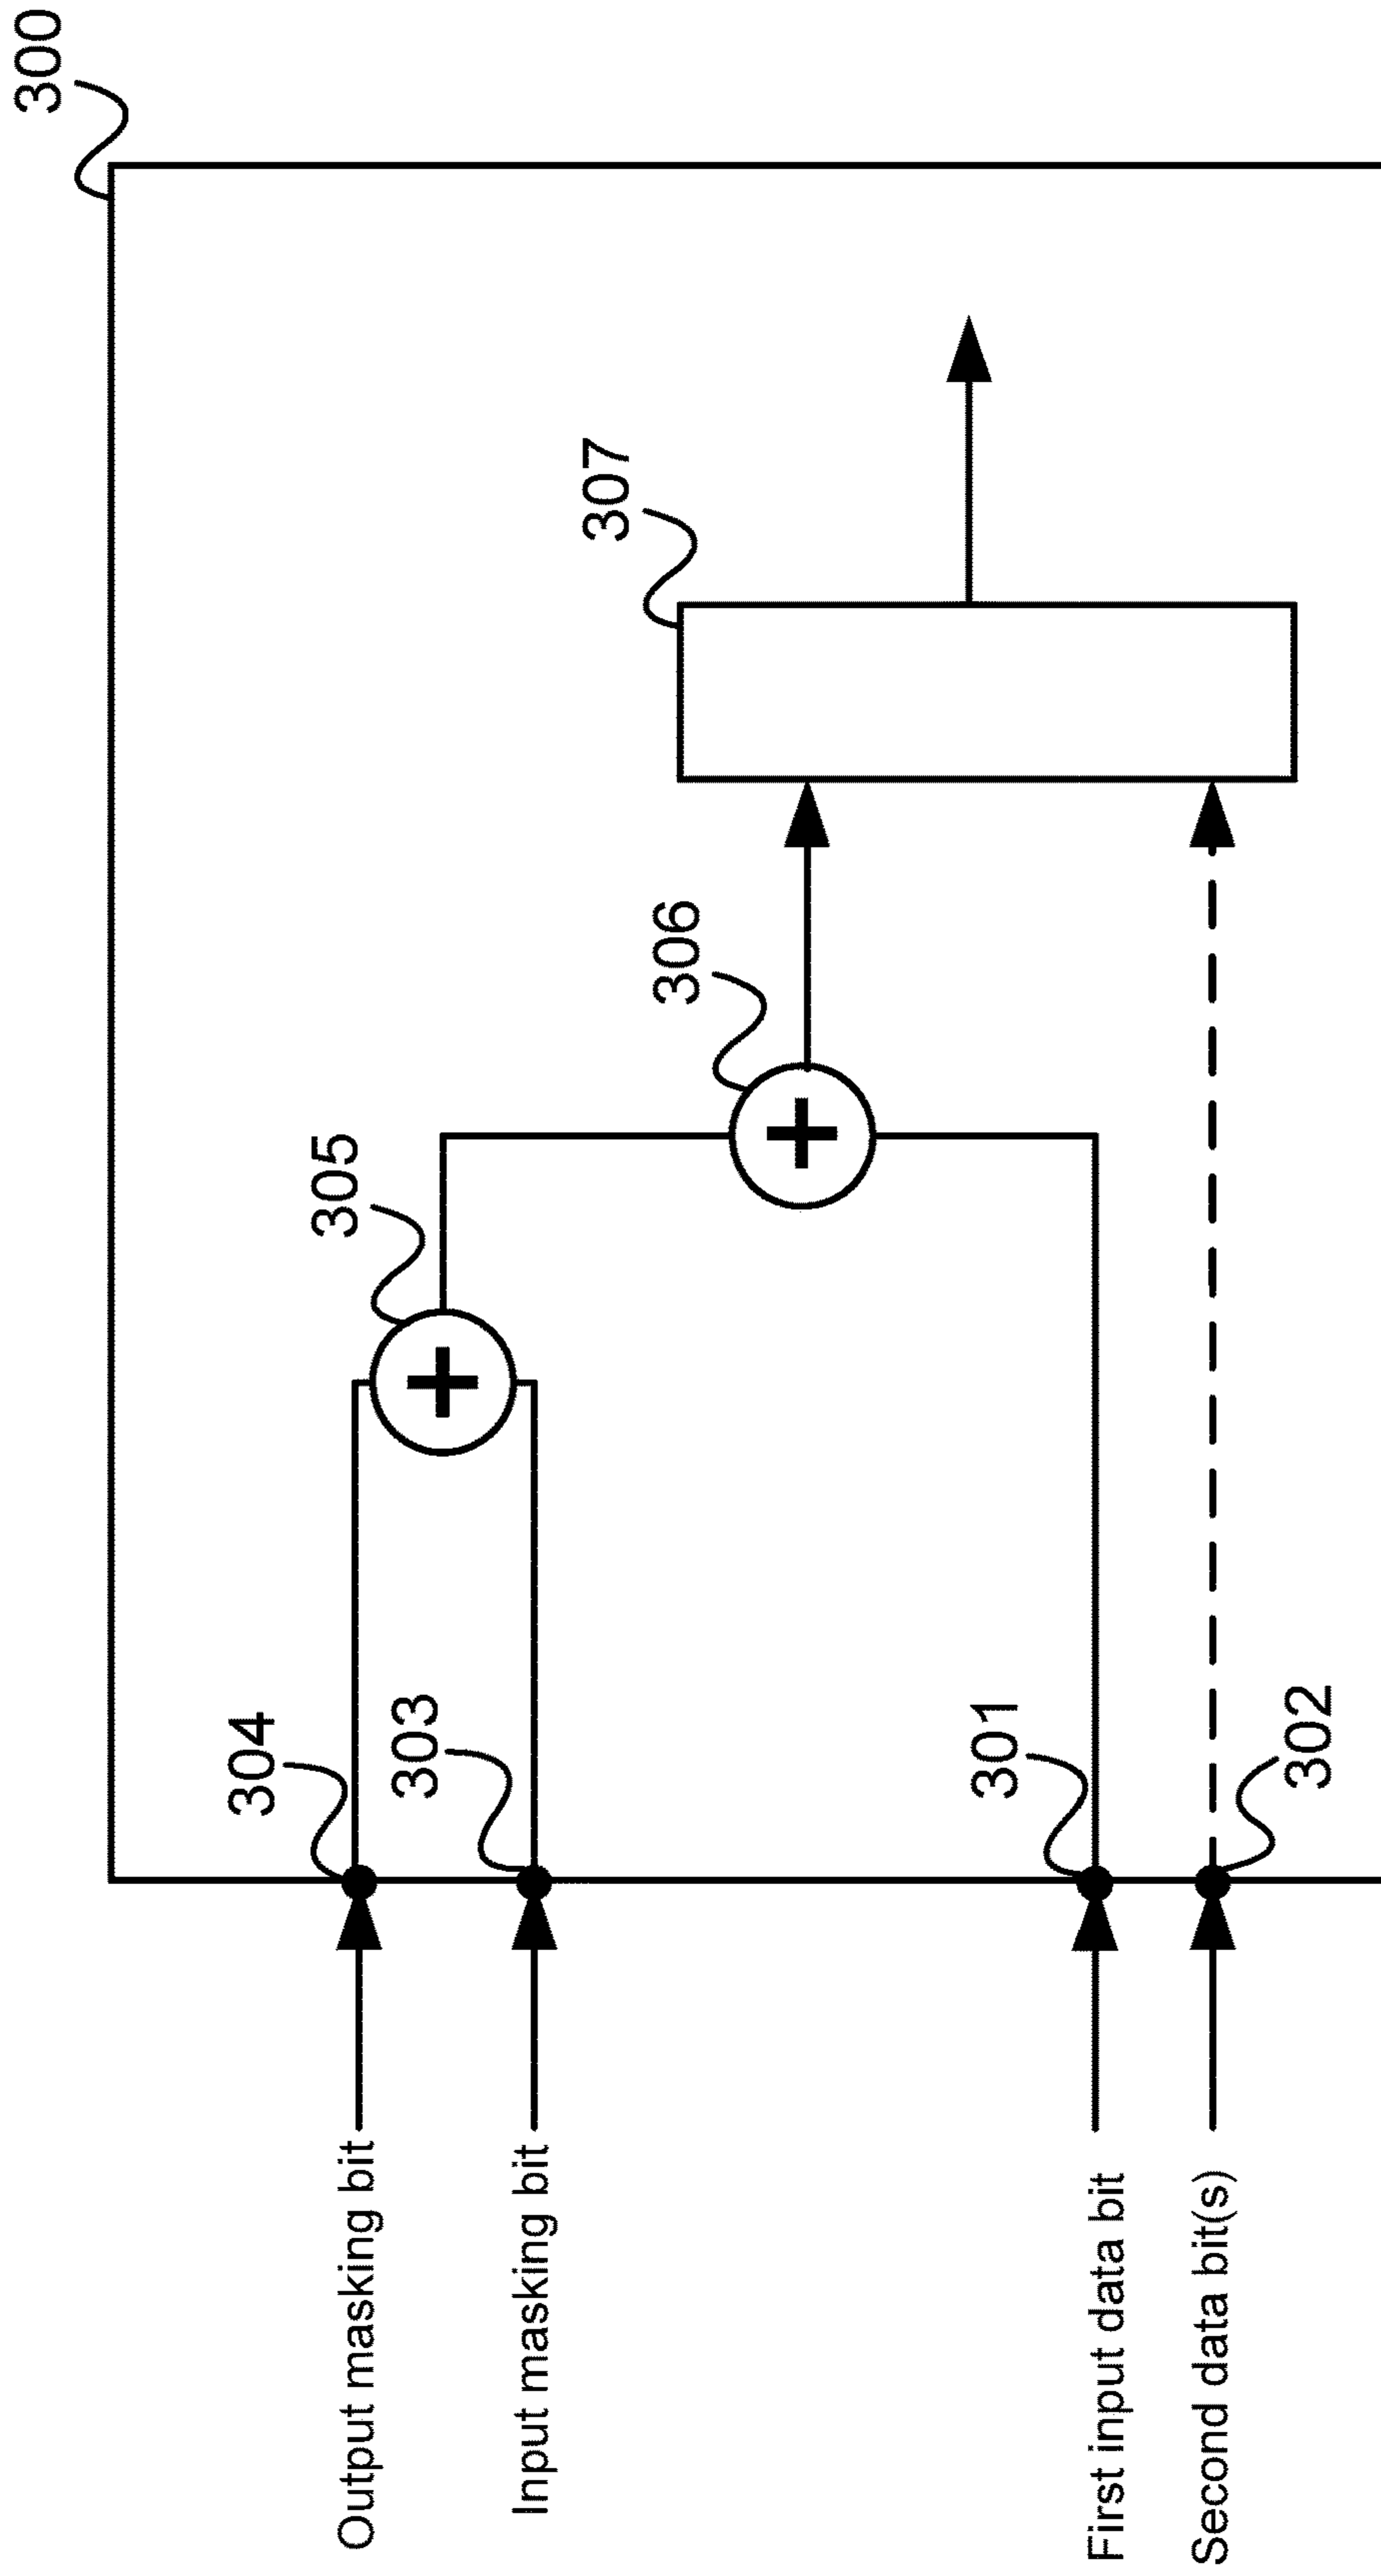 300
307
306
305
304
303
301
302
Output masking bit
Input masking bit
First input data bit
Second data bit(s)